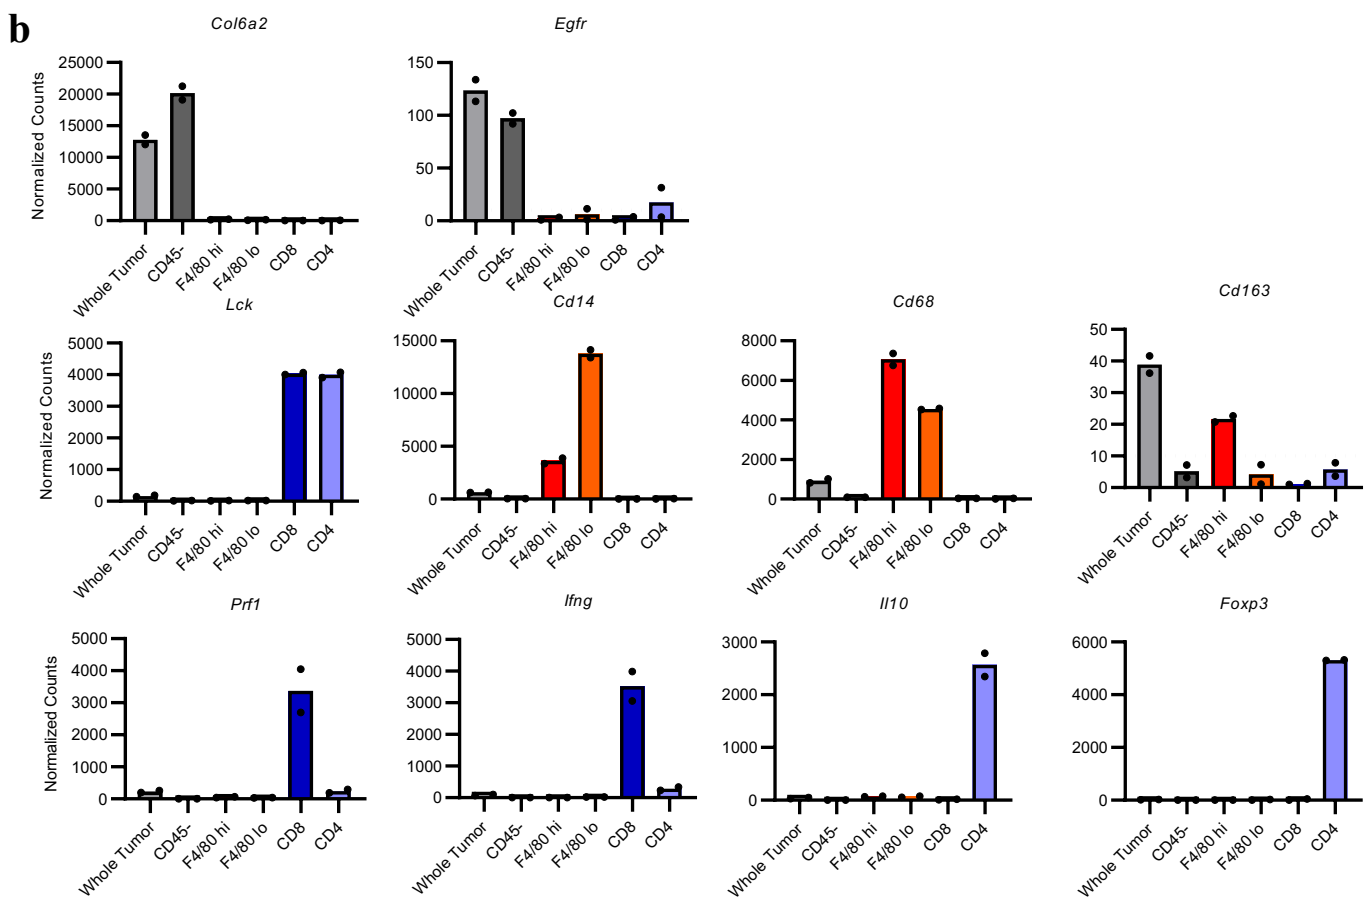 b
Col6a2
Normalized Counts
25000
20000
15000
10000
5000
0
Whole Tumor
CD45-
F4/80 hi
F4/80 lo
CD8
CD4
Egfr
150
100
50
0
Whole Tumor
CD45-
F4/80 hi
F4/80 lo
CD8
CD4
Lck
Normalized Counts
5000
4000
3000
2000
1000
0
Whole Tumor
CD45-
F4/80 hi
F4/80 lo
CD8
CD4
Cd14
15000
10000
5000
0
Whole Tumor
CD45-
F4/80 hi
F4/80 lo
CD8
CD4
Cd68
8000
6000
4000
2000
0
Whole Tumor
CD45-
F4/80 hi
F4/80 lo
CD8
CD4
Cd163
50
40
30
20
10
0
Whole Tumor
CD45-
F4/80 hi
F4/80 lo
CD8
CD4
Prf1
Normalized Counts
5000
4000
3000
2000
1000
0
Whole Tumor
CD45-
F4/80 hi
F4/80 lo
CD8
CD4
Ifng
5000
4000
3000
2000
1000
0
Whole Tumor
CD45-
F4/80 hi
F4/80 lo
CD8
CD4
Il10
3000
2000
1000
0
Whole Tumor
CD45-
F4/80 hi
F4/80 lo
CD8
CD4
Foxp3
6000
4000
2000
0
Whole Tumor
CD45-
F4/80 hi
F4/80 lo
CD8
CD4